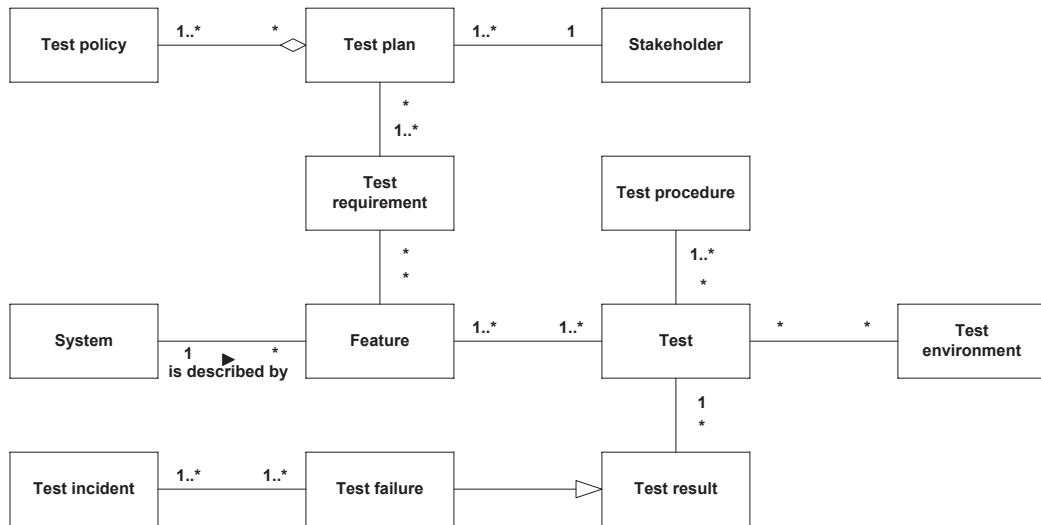 Test policy
1..*
*
Test plan
1..*
1
Stakeholder
*
1..*
Test
requirement
Test procedure
*
*
1..*
*
System
1
*
is described by
Feature
1..*
1..*
Test
*
*
Test
environment
1
*
Test incident
1..*
1..*
Test failure
Test result